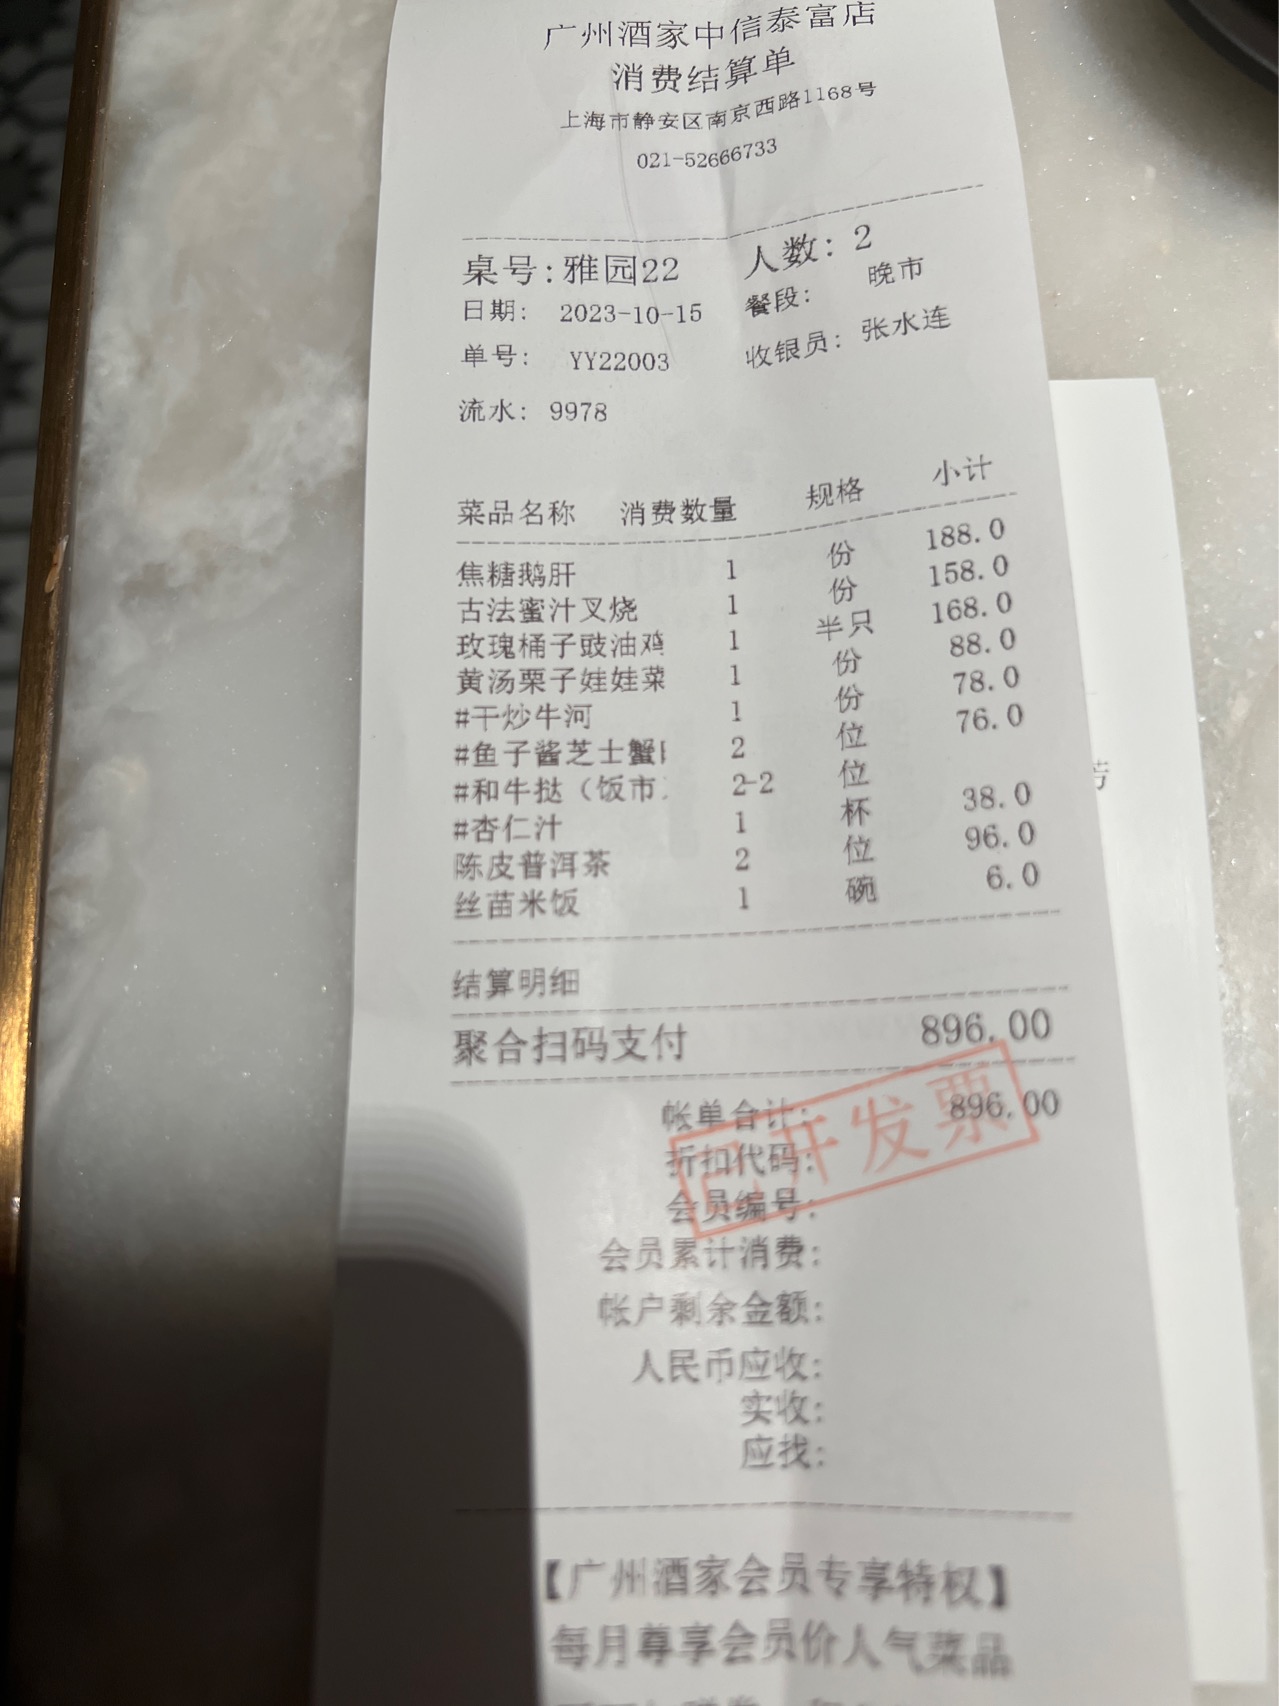 广州酒家中信泰富店
消费结算单
上海市静安区南京西路1168号
021-52666733
桌号:雅园22 人数: 2
日期: 2023-10-15 餐段: 晚市
单号: YY22003 收银员: 张水连
流水: 9978
菜品名称 消费数量 规格 小计
焦糖鹅肝 1 份 188.0
古法蜜汁叉烧 1 份 158.0
玫瑰桶子豉油鸡 1 半只 168.0
黄汤栗子娃娃菜 1 份 88.0
#干炒牛河 1 份 78.0
#鱼子酱芝士蟹 2 位 76.0
#和牛挞（饭市 2-2 位
#杏仁汁 1 杯 38.0
陈皮普洱茶 2 位 96.0
丝苗米饭 1 碗 6.0
结算明细
聚合扫码支付 896.00
帐单合计: 896.00
已开发票
折扣代码:
会员编号:
会员累计消费:
帐户剩余金额:
人民币应收:
实收:
应找:
【广州酒家会员专享特权】
每月尊享会员价人气菜品